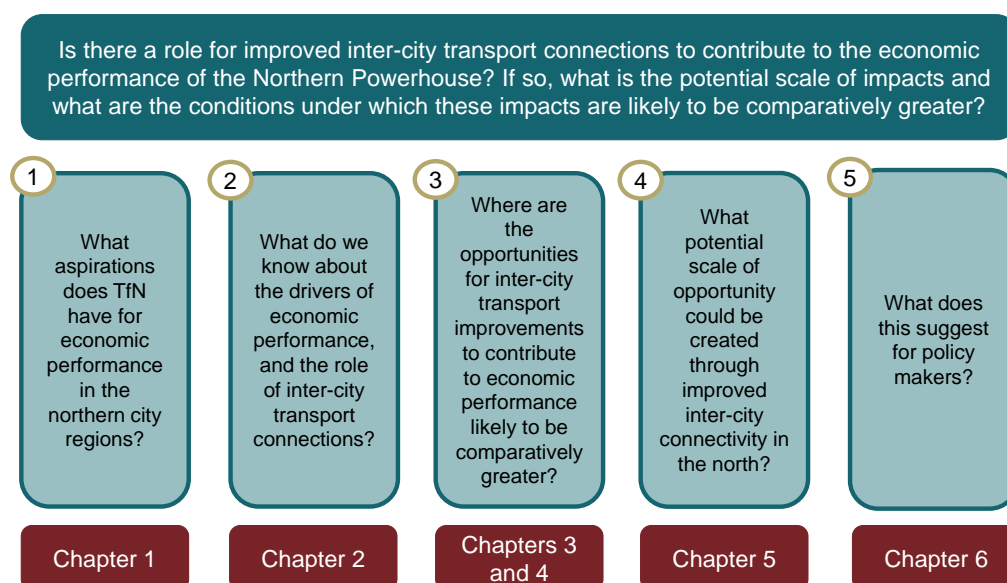 Is there a role for improved inter-city transport connections to contribute to the economic
performance of the Northern Powerhouse? If so, what is the potential scale of impacts and
what are the conditions under which these impacts are likely to be comparatively greater?
1
What
aspirations
does TfN
have for
economic
performance
in the
northern city
regions?
Chapter 1
2
What do we
know about
the drivers of
economic
performance,
and the role
of inter-city
transport
connections?
Chapter 2
3
Where are
the
opportunities
for inter-city
transport
improvements
to contribute
to economic
performance
likely to be
comparatively
greater?
Chapters 3
and 4
4
What
potential
scale of
opportunity
could be
created
through
improved
inter-city
connectivity in
the north?
Chapter 5
5
What does
this suggest
for policy
makers?
Chapter 6